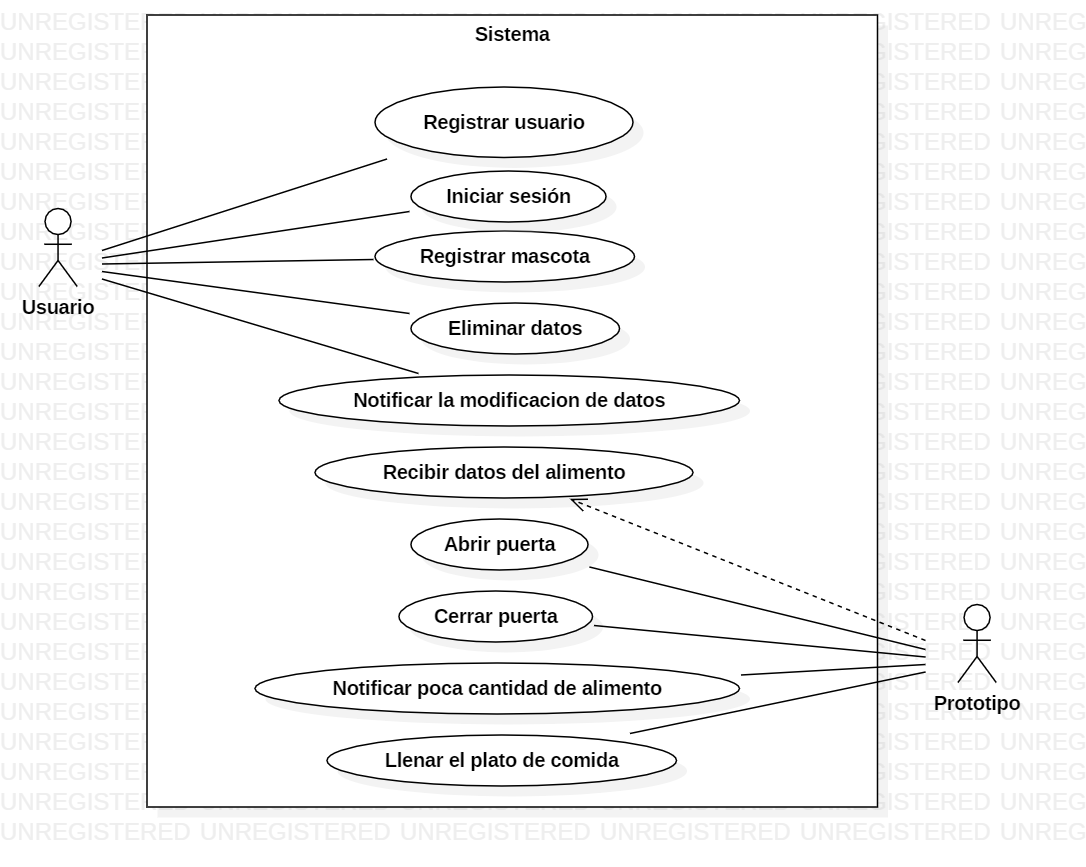 Sistema
Registrar usuario
Iniciar sesión
Registrar mascota
Usuario
Eliminar datos
Notificar la modificacion de datos
Recibir datos del alimento
Abrir puerta
Cerrar puerta
Notificar poca cantidad de alimento
Prototipo
Llenar el plato de comida
UNREGISTERED UNREGISTERED UNREGISTERED UNREGISTERED UNREGISTERED UNREG